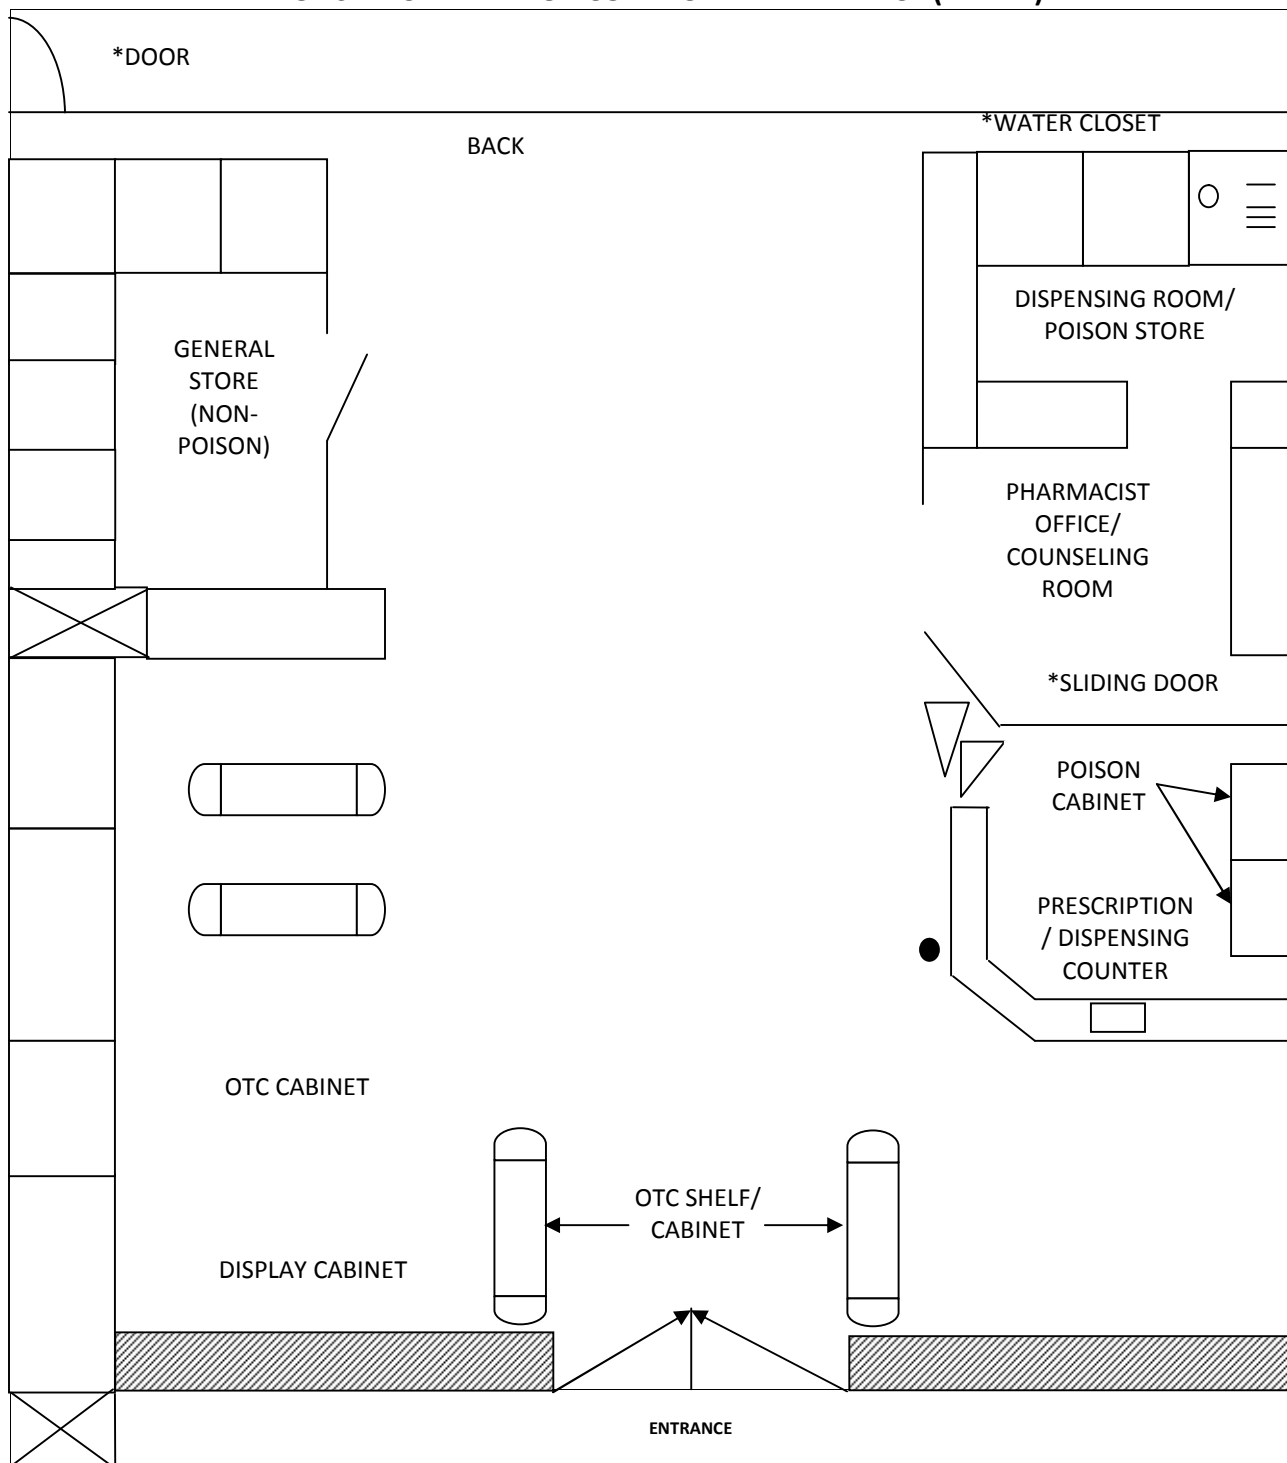 *DOOR
*WATER CLOSET
BACK
DISPENSING ROOM/
POISON STORE
GENERAL
STORE
(NON-
POISON)
PHARMACIST
OFFICE/
COUNSELING
ROOM
*SLIDING DOOR
POISON
CABINET
PRESCRIPTION
/ DISPENSING
COUNTER
OTC CABINET
OTC SHELF/
CABINET
DISPLAY CABINET
ENTRANCE